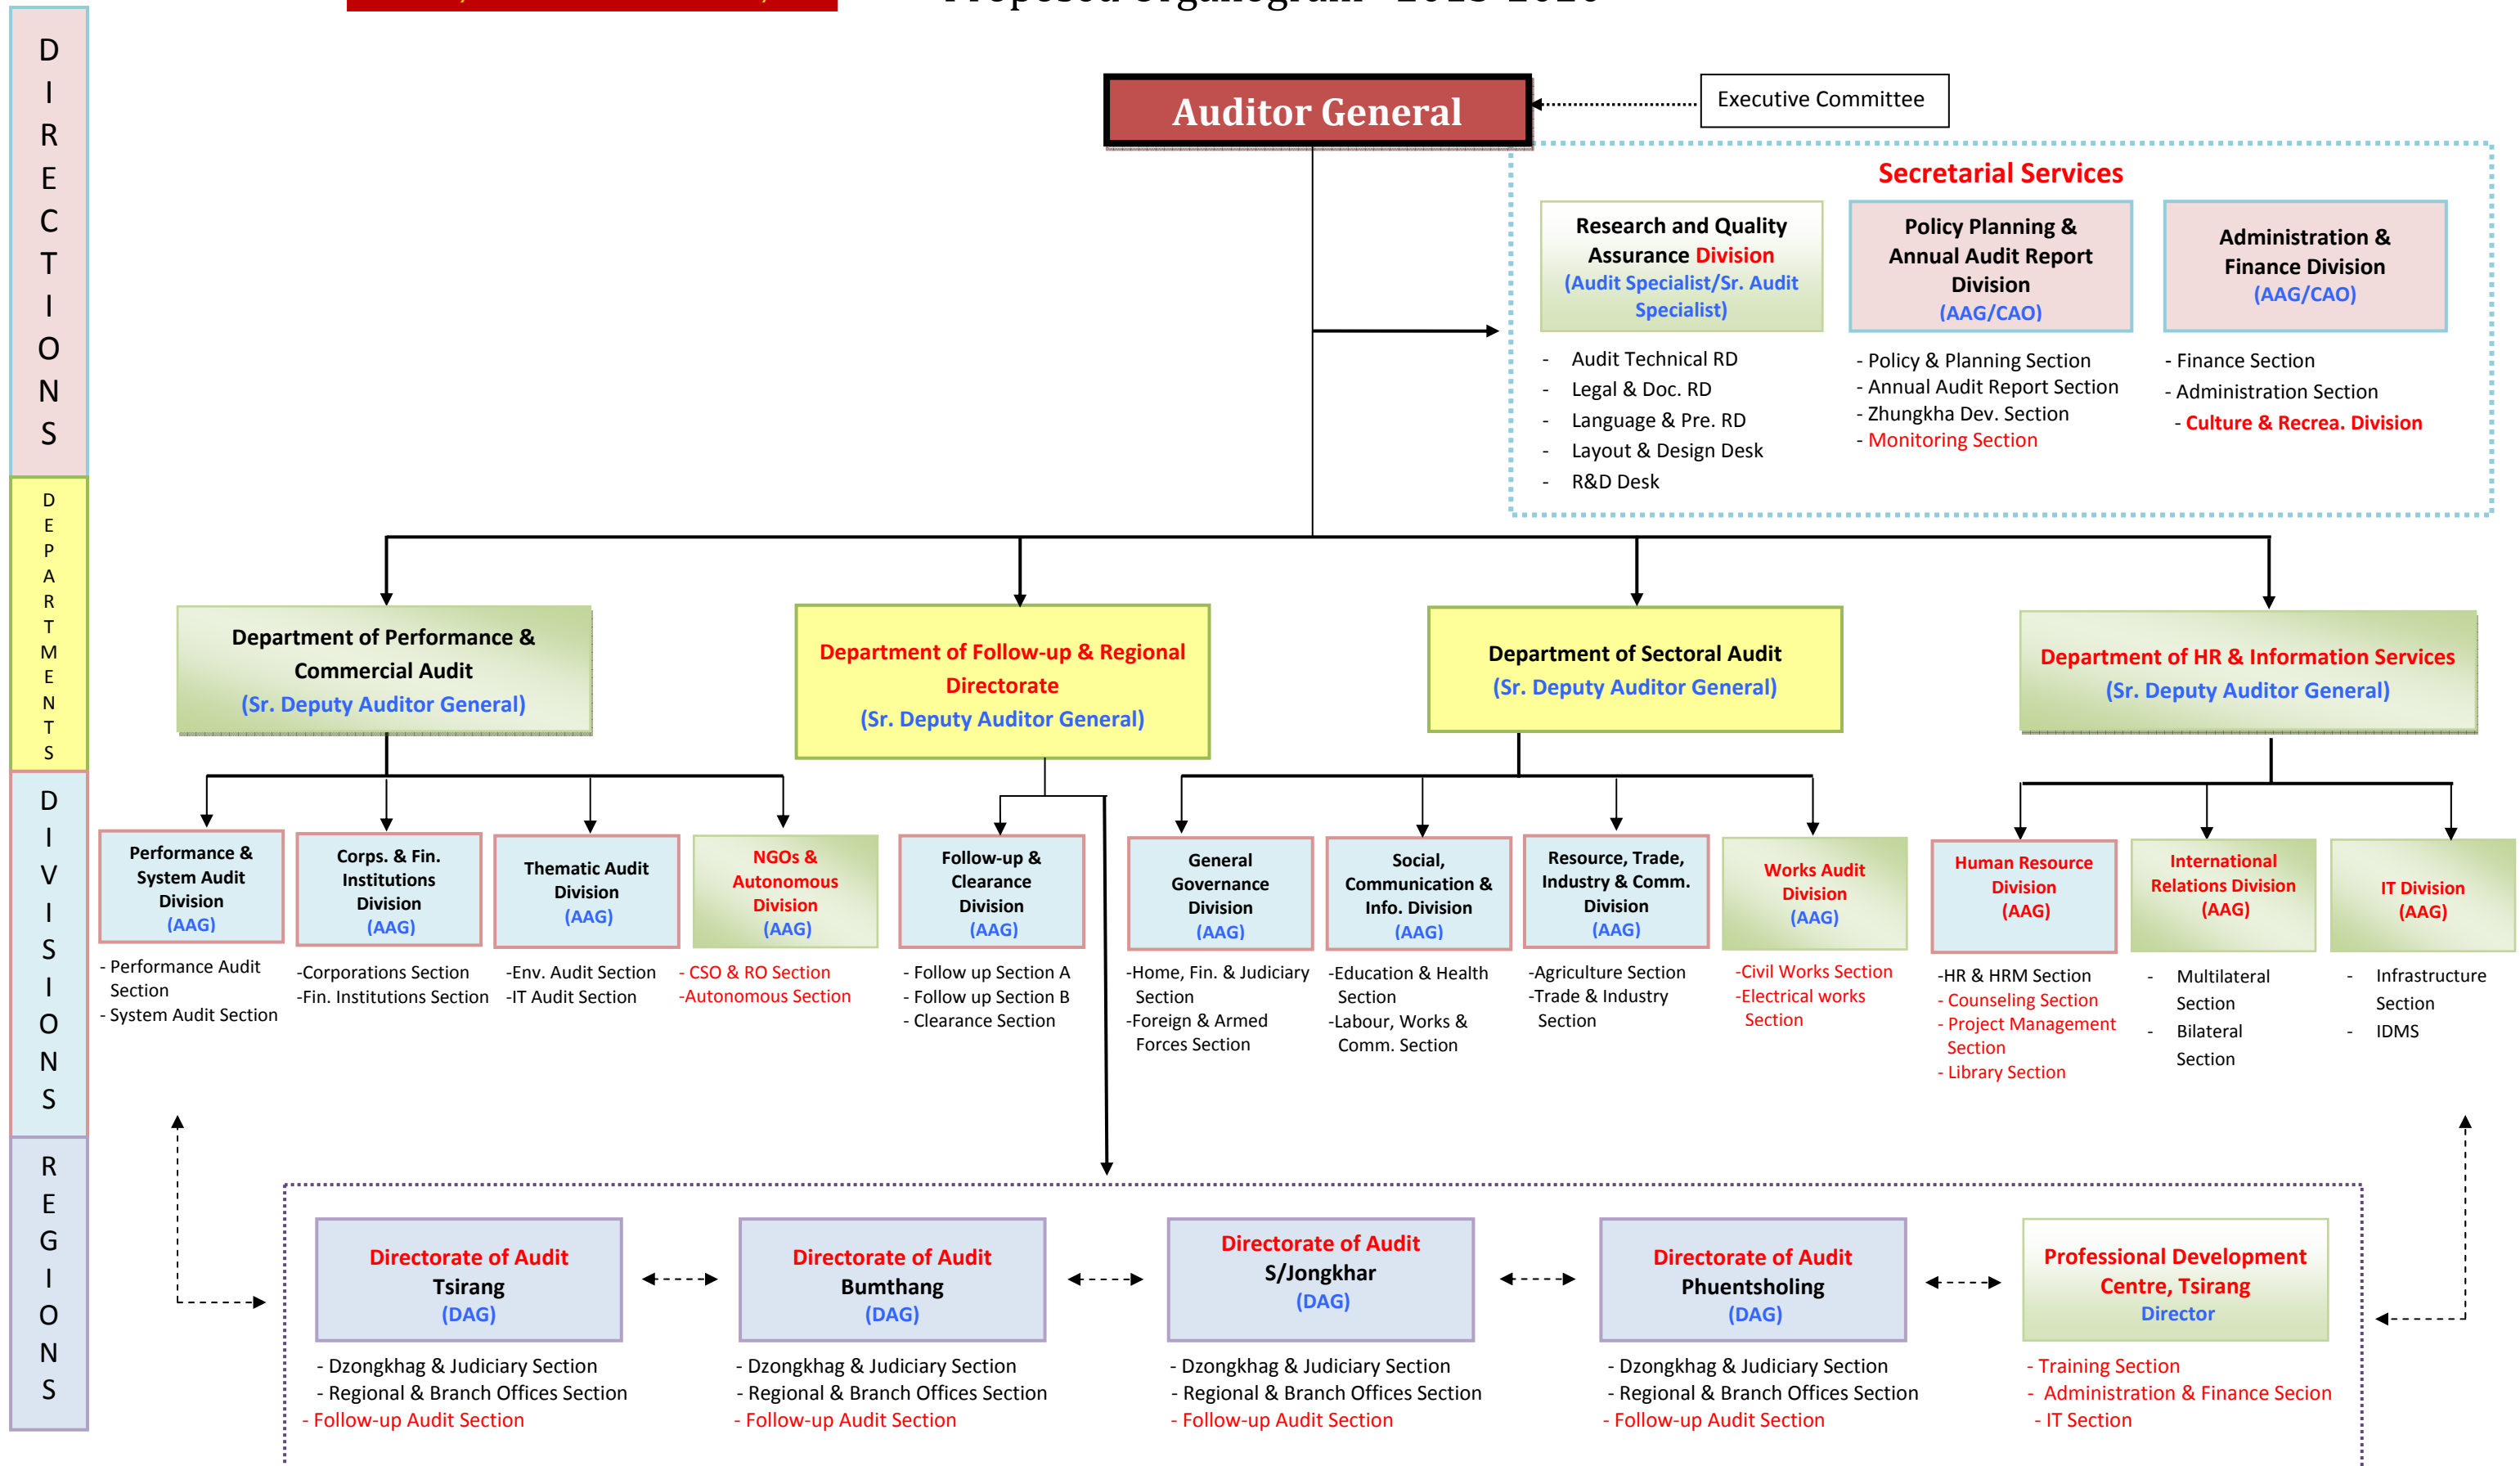 Proposed Organogram - 2015-2020
DIRECTIONS
Auditor General
Executive Committee
Secretarial Services
Research and Quality
Assurance Division
(Audit Specialist/Sr. Audit
Specialist)
- Audit Technical RD
- Legal & Doc. RD
- Language & Pre. RD
- Layout & Design Desk
- R&D Desk
Policy Planning &
Annual Audit Report
Division
(AAG/CAO)
- Policy & Planning Section
- Annual Audit Report Section
- Zhungkha Dev. Section
- Monitoring Section
Administration &
Finance Division
(AAG/CAO)
- Finance Section
- Administration Section
- Culture & Recrea. Division
DEPARTMENTS
Department of Performance &
Commercial Audit
(Sr. Deputy Auditor General)
Department of Follow-up & Regional
Directorate
(Sr. Deputy Auditor General)
Department of Sectoral Audit
(Sr. Deputy Auditor General)
Department of HR & Information Services
(Sr. Deputy Auditor General)
DIVISIONS
Performance &
System Audit
Division
(AAG)
- Performance Audit
Section
- System Audit Section
Corps. & Fin.
Institutions
Division
(AAG)
-Corporations Section
-Fin. Institutions Section
Thematic Audit
Division
(AAG)
-Env. Audit Section
-IT Audit Section
NGOs &
Autonomous
Division
(AAG)
- CSO & RO Section
-Autonomous Section
Follow-up &
Clearance
Division
(AAG)
- Follow up Section A
- Follow up Section B
- Clearance Section
General
Governance
Division
(AAG)
-Home, Fin. & Judiciary
Section
-Foreign & Armed
Forces Section
Social,
Communication &
Info. Division
(AAG)
-Education & Health
Section
-Labour, Works &
Comm. Section
Resource, Trade,
Industry & Comm.
Division
(AAG)
-Agriculture Section
-Trade & Industry
Section
Works Audit
Division
(AAG)
-Civil Works Section
-Electrical works
Section
Human Resource
Division
(AAG)
-HR & HRM Section
- Counseling Section
- Project Management
Section
- Library Section
International
Relations Division
(AAG)
- Multilateral
Section
- Bilateral
Section
IT Division
(AAG)
- Infrastructure
Section
- IDMS
REGIONS
Directorate of Audit
Tsirang
(DAG)
- Dzongkhag & Judiciary Section
- Regional & Branch Offices Section
- Follow-up Audit Section
Directorate of Audit
Bumthang
(DAG)
- Dzongkhag & Judiciary Section
- Regional & Branch Offices Section
- Follow-up Audit Section
Directorate of Audit
S/Jongkhar
(DAG)
- Dzongkhag & Judiciary Section
- Regional & Branch Offices Section
- Follow-up Audit Section
Directorate of Audit
Phuentsholing
(DAG)
- Dzongkhag & Judiciary Section
- Regional & Branch Offices Section
- Follow-up Audit Section
Professional Development
Centre, Tsirang
Director
- Training Section
- Administration & Finance Secion
- IT Section